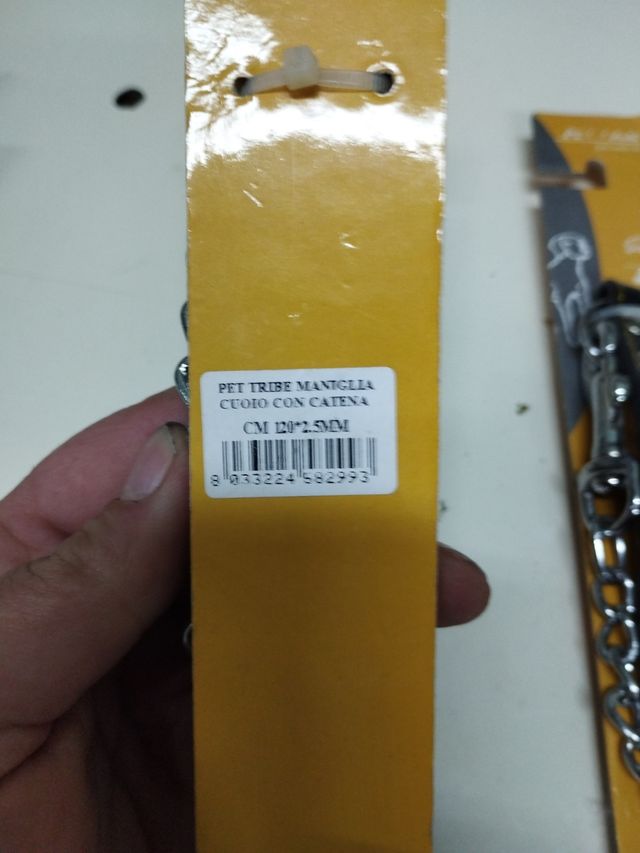 PET TRIBE MANIGLIA
CUOIO CON CATENA
CM 120*2.5MM
8 033224 582993